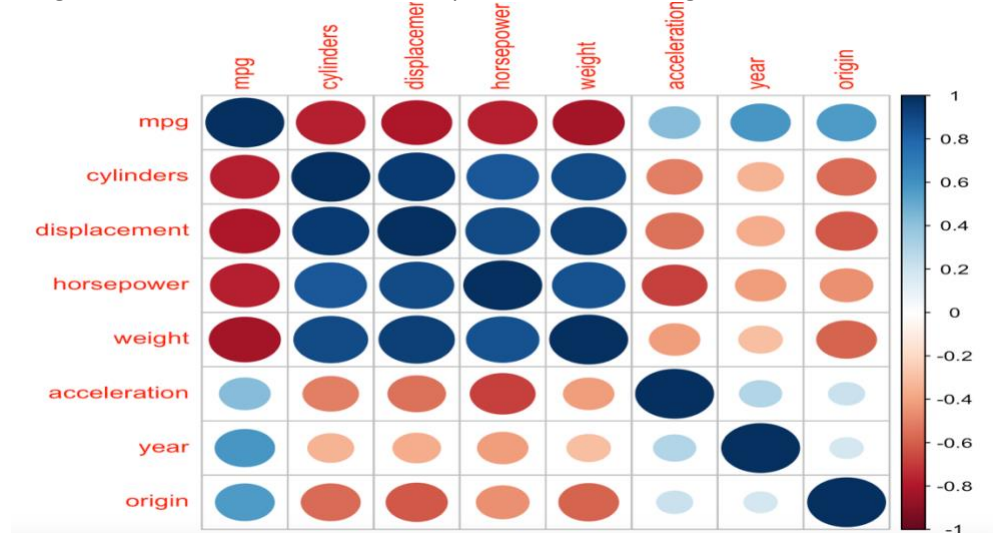 mpg
cylinders
displacemer
horsepower
weight
acceleration
year
origin
mpg
cylinders
displacement
horsepower
weight
acceleration
year
origin
1
0.8
0.6
0.4
0.2
0
-0.2
-0.4
-0.6
-0.8
-1